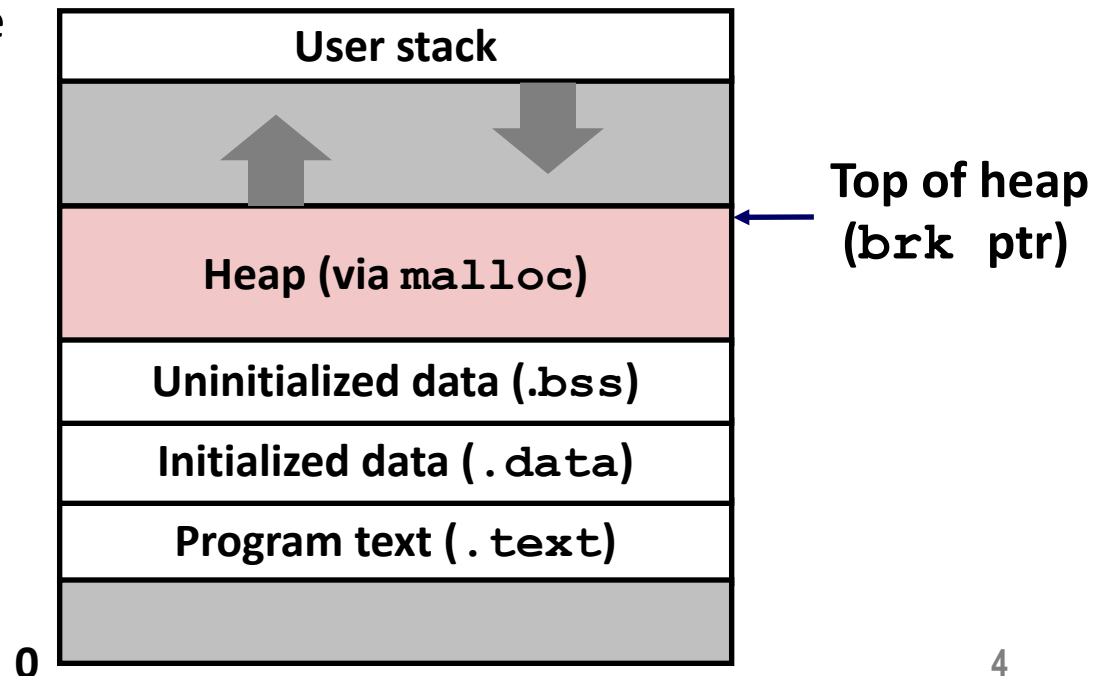 e
User stack
Top of heap
(brk ptr)
Heap (via malloc)
Uninitialized data (.bss)
Initialized data (.data)
Program text (.text)
0
4